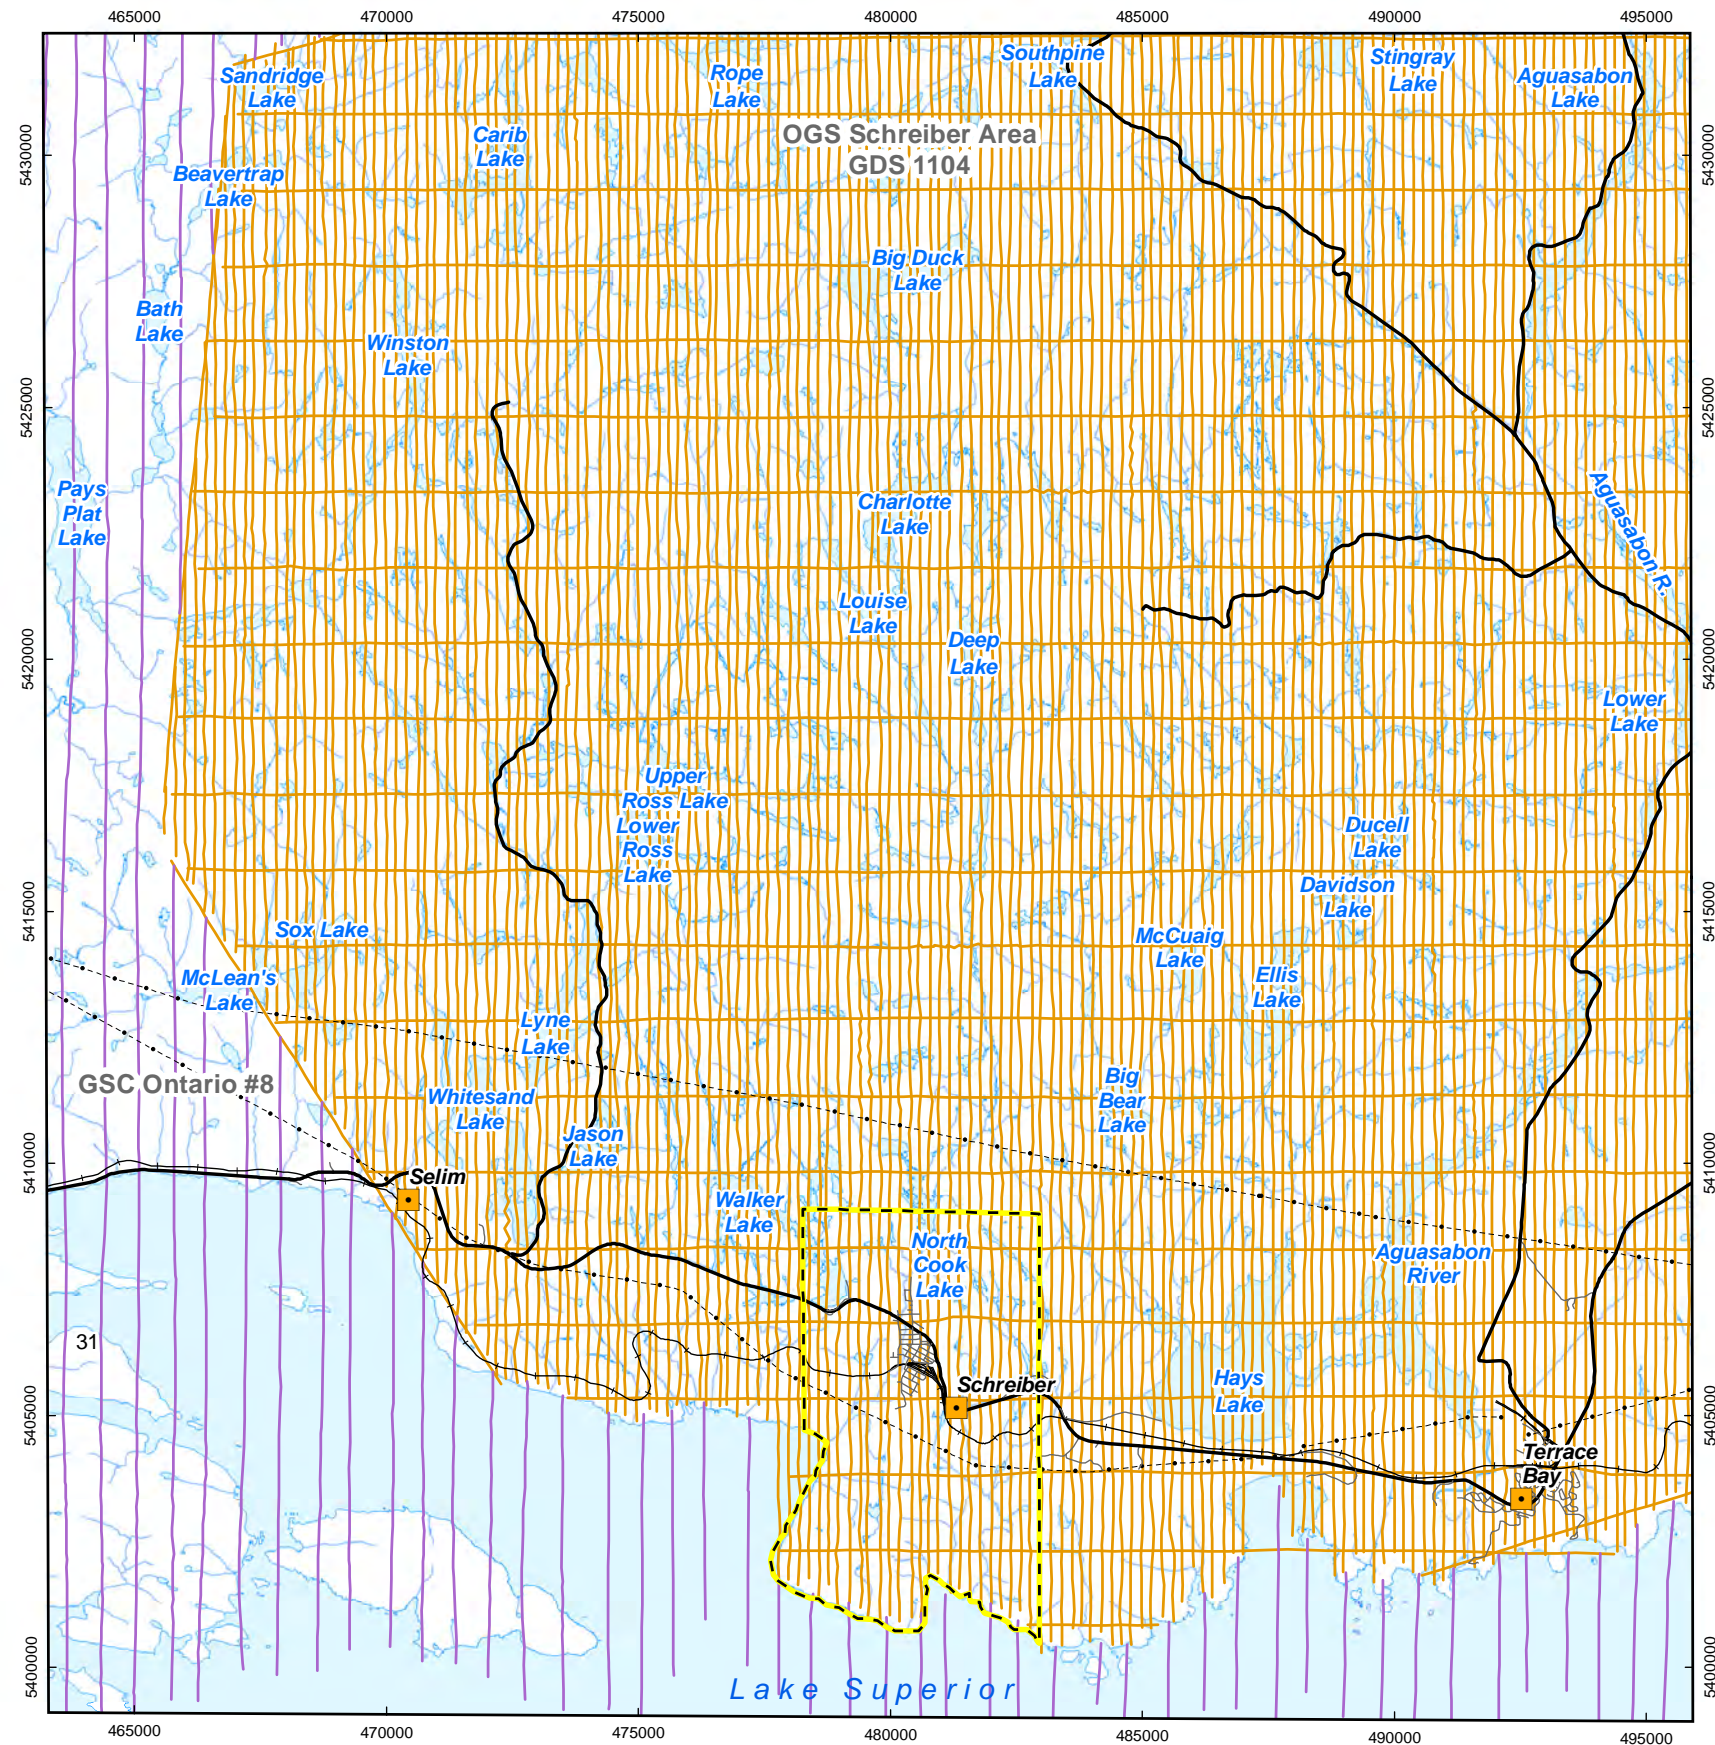 465000
470000
475000
480000
485000
490000
495000
Sandridge
Lake
Rope
Lake
Southpine
Lake
Stingray
Lake
Aguasabon
Lake
Carib
Lake
OGS Schreiber Area
GDS 1104
5430000
5430000
Beavertrap
Lake
Big Duck
Lake
Bath
Lake
Winston
Lake
5425000
5425000
Pays
Plat
Lake
Charlotte
Lake
Aguasabon R.
Louise
Lake
Deep
Lake
5420000
5420000
Lower
Lake
Upper
Ross Lake
Lower
Ross
Lake
Ducell
Lake
Davidson
Lake
5415000
5415000
Sox Lake
McCuaig
Lake
McLean's
Lake
Ellis
Lake
Lyne
Lake
GSC Ontario #8
Whitesand
Lake
Big
Bear
Lake
Jason
Lake
5410000
5410000
Selim
Walker
Lake
North
Cook
Lake
Aguasabon
River
31
Schreiber
Hays
Lake
5405000
5405000
Terrace
Bay
5400000
5400000
Lake Superior
465000
470000
475000
480000
485000
490000
495000